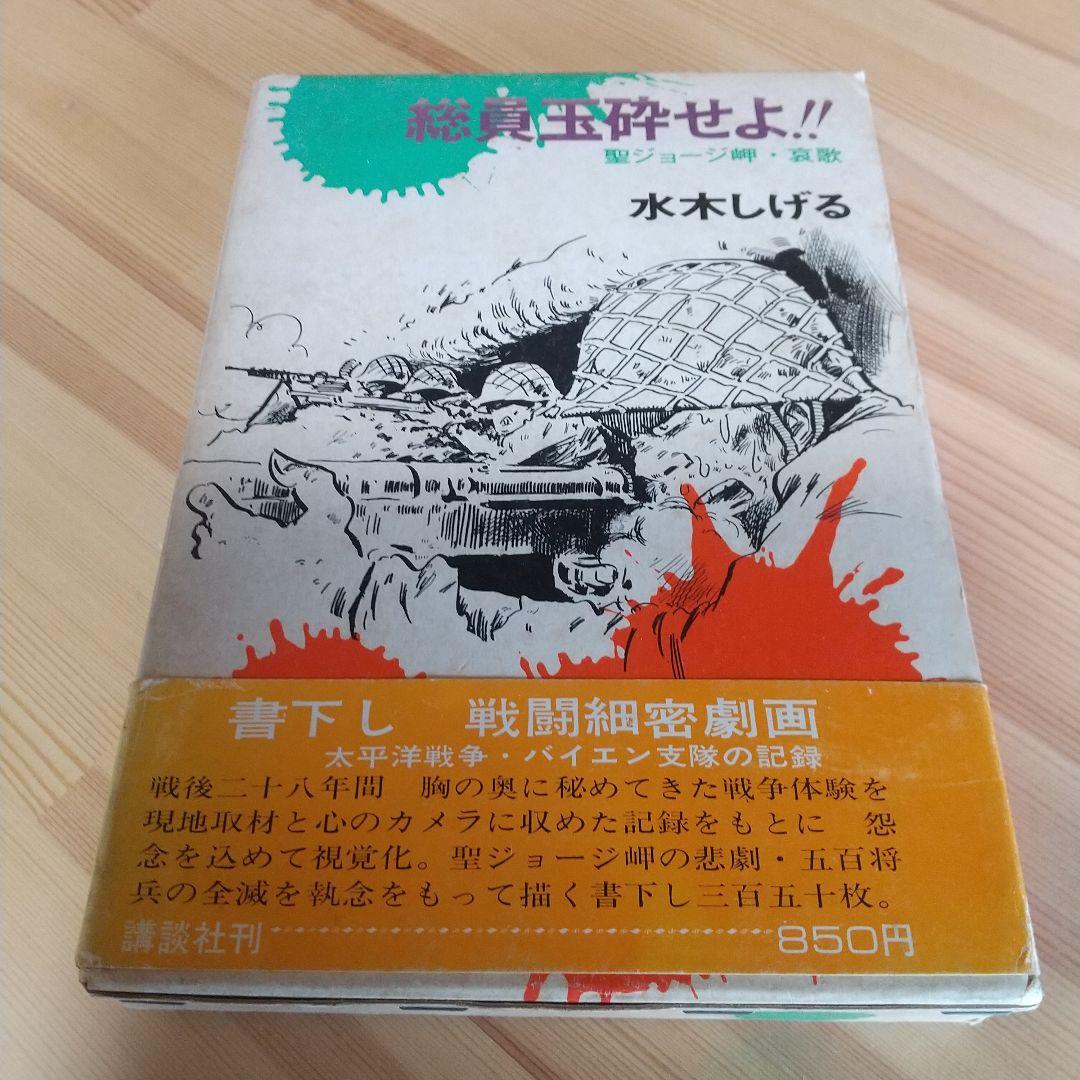 総員玉砕せよ!!
聖ジョージ岬・哀歌
水木しげる
書下し 戦闘細密劇画
太平洋戦争・バイエン支隊の記録
戦後二十八年間 胸の奥に秘めてきた戦争体験を
現地取材と心のカメラに収めた記録をもとに 怨
念を込めて視覚化。聖ジョージ岬の悲劇・五百将
兵の全滅を執念をもって描く書下し三百五十枚。
講談社刊
850円